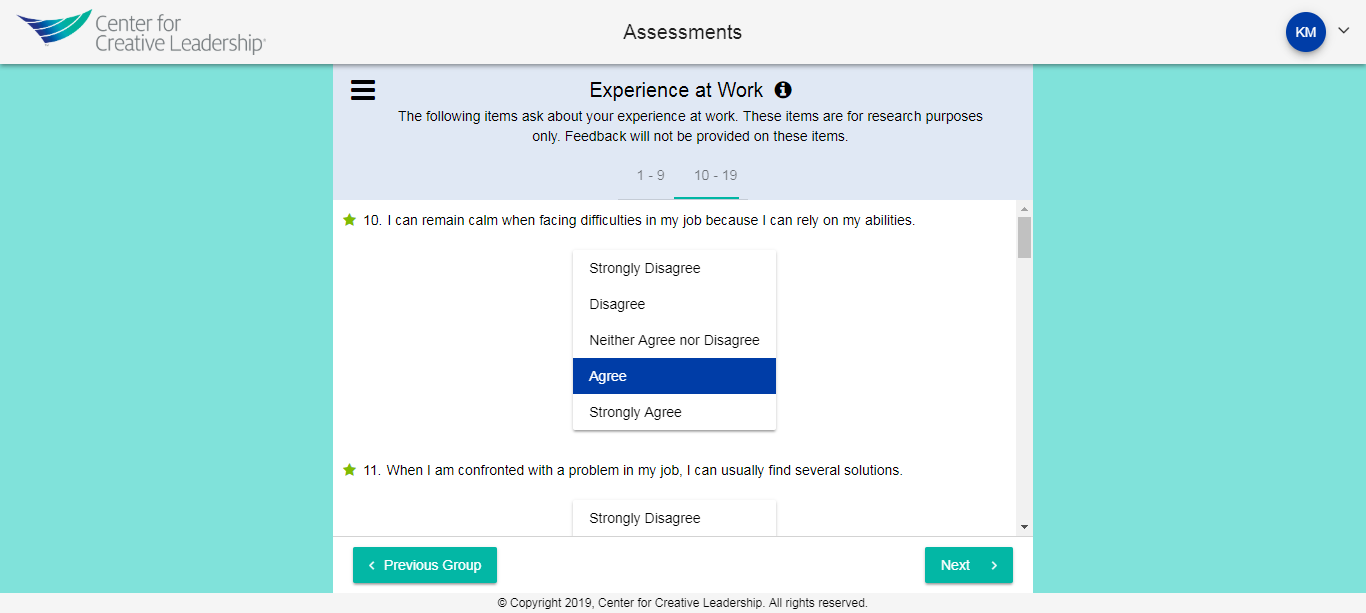 Center for
Creative Leadership®
Assessments
KM
Experience at Work
The following items ask about your experience at work. These items are for research purposes
only. Feedback will not be provided on these items.
1 - 9 10 - 19
10. I can remain calm when facing difficulties in my job because I can rely on my abilities.
Strongly Disagree
Disagree
Neither Agree nor Disagree
Agree
Strongly Agree
11. When I am confronted with a problem in my job, I can usually find several solutions.
Strongly Disagree
Previous Group
Next
© Copyright 2019, Center for Creative Leadership. All rights reserved.